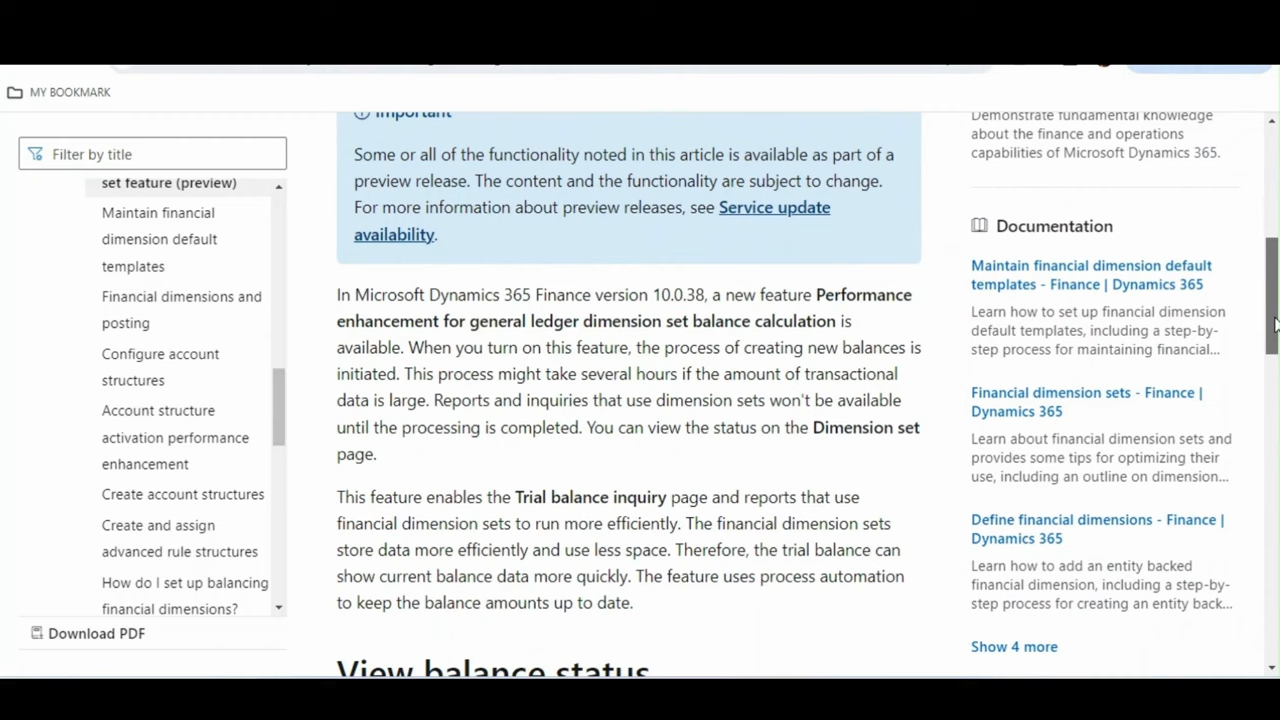 MY BOOKMARK
Filter by title
set feature (preview)
Maintain financial
dimension default
templates
Financial dimensions and
posting
Configure account
structures
Account structure
activation performance
enhancement
Create account structures
Create and assign
advanced rule structures
How do I set up balancing
financial dimensions?
Download PDF
Important
Some or all of the functionality noted in this article is available as part of a
preview release. The content and the functionality are subject to change.
For more information about preview releases, see Service update
availability.
In Microsoft Dynamics 365 Finance version 10.0.38, a new feature Performance
enhancement for general ledger dimension set balance calculation is
available. When you turn on this feature, the process of creating new balances is
initiated. This process might take several hours if the amount of transactional
data is large. Reports and inquiries that use dimension sets won't be available
until the processing is completed. You can view the status on the Dimension set
page.
This feature enables the Trial balance inquiry page and reports that use
financial dimension sets to run more efficiently. The financial dimension sets
store data more efficiently and use less space. Therefore, the trial balance can
show current balance data more quickly. The feature uses process automation
to keep the balance amounts up to date.
View balance status
Demonstrate fundamental knowledge
about the finance and operations
capabilities of Microsoft Dynamics 365.
Documentation
Maintain financial dimension default
templates - Finance | Dynamics 365
Learn how to set up financial dimension
default templates, including a step-by-
step process for maintaining financial...
Financial dimension sets - Finance |
Dynamics 365
Learn about financial dimension sets and
provides some tips for optimizing their
use, including an outline on dimension...
Define financial dimensions - Finance |
Dynamics 365
Learn how to add an entity backed
financial dimension, including a step-by-
step process for creating an entity back...
Show 4 more